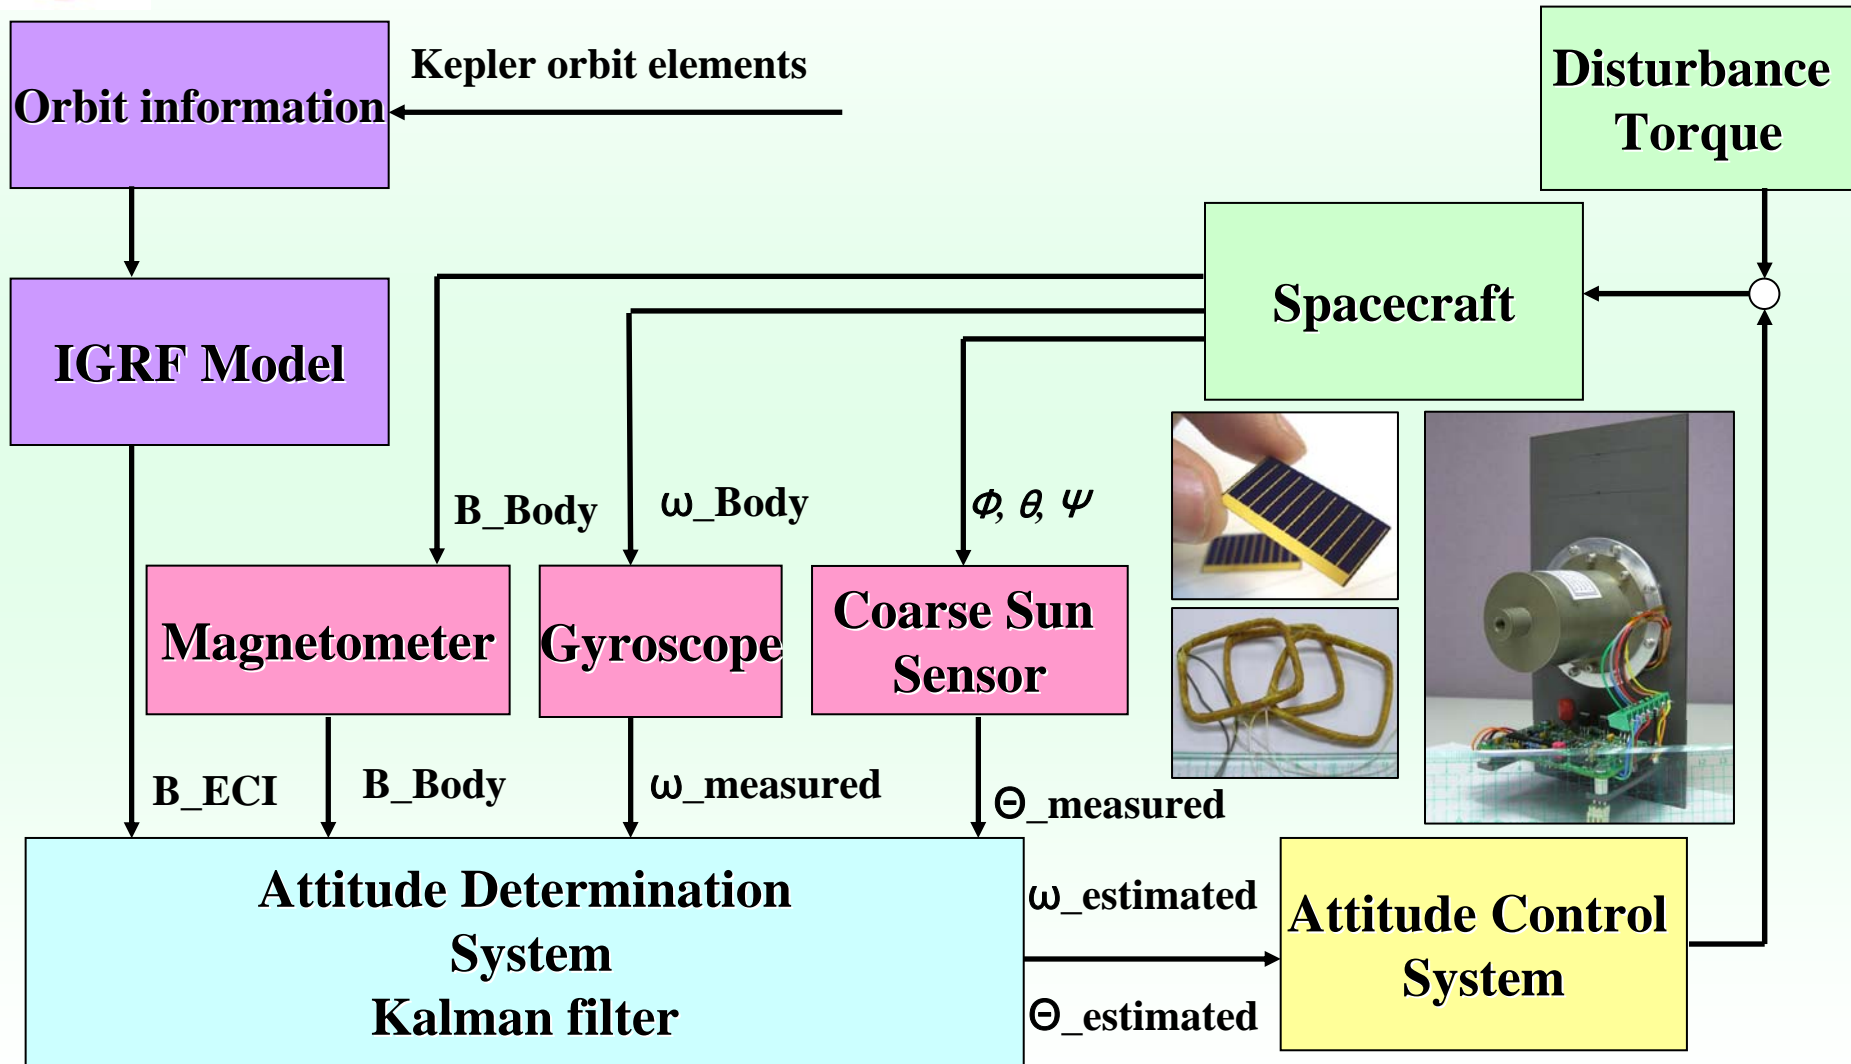 Kepler orbit elements
Orbit information
Disturbance
Torque
Spacecraft
IGRF Model
B_Body
ω_Body
Φ, θ, Ψ
Magnetometer
Gyroscope
Coarse Sun
Sensor
B_ECI
B_Body
ω_measured
Θ_measured
Attitude Determination
System
Kalman filter
ω_estimated
Θ_estimated
Attitude Control
System